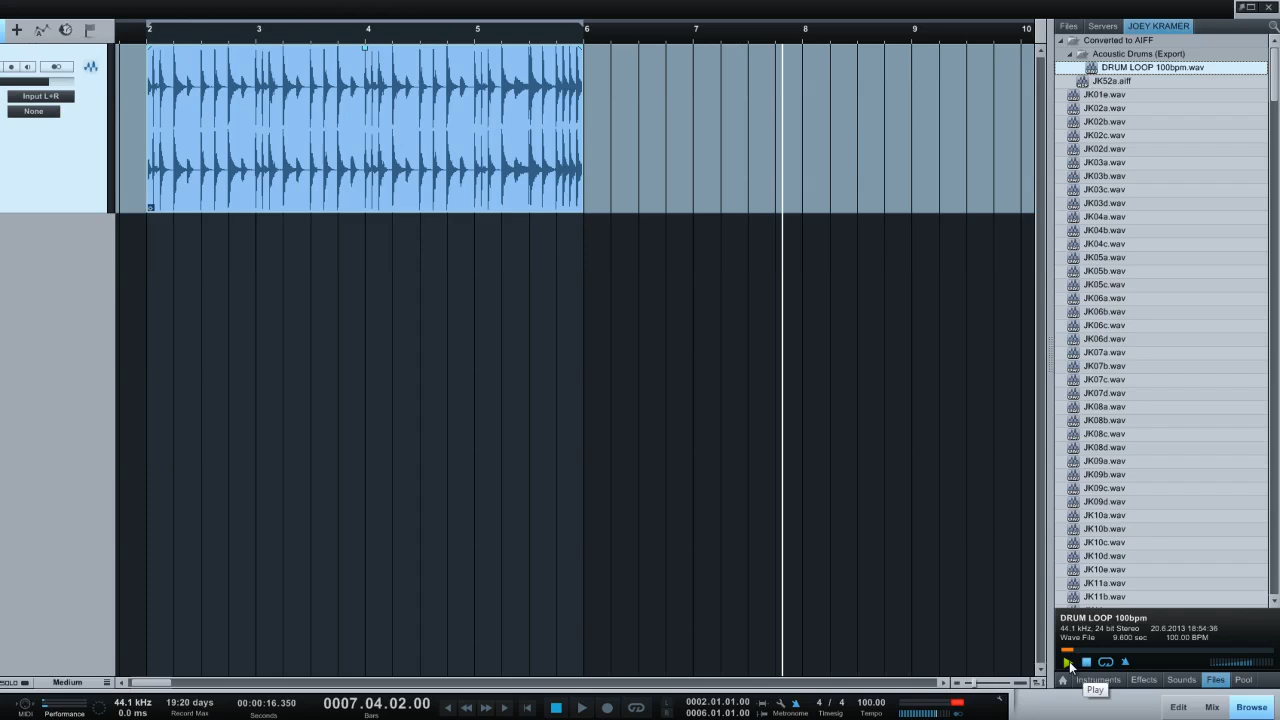 2
3
4
5
6
7
8
9
10
Input L+R
None
Files
Servers
JOEY KRAMER
Converted to AIFF
Acoustic Drums (Export)
DRUM LOOP 100bpm.wav
JK52a.aiff
JK01e.wav
JK02a.wav
JK02b.wav
JK02c.wav
JK02d.wav
JK03a.wav
JK03b.wav
JK03c.wav
JK03d.wav
JK04a.wav
JK04b.wav
JK04c.wav
JK05a.wav
JK05b.wav
JK05c.wav
JK06a.wav
JK06b.wav
JK06c.wav
JK06d.wav
JK07a.wav
JK07b.wav
JK07c.wav
JK07d.wav
JK08a.wav
JK08b.wav
JK08c.wav
JK08d.wav
JK09a.wav
JK09b.wav
JK09c.wav
JK09d.wav
JK10a.wav
JK10b.wav
JK10c.wav
JK10d.wav
JK10e.wav
JK11a.wav
JK11b.wav
DRUM LOOP 100bpm
44.1 kHz, 24 bit Stereo 20.6.2013 18:54:36
Wave File 9.600 sec 100.00 BPM
Instruments Effects Sounds Files Pool
Play
SOLO Medium
MIDI
Performance
44.1 kHz
0.0 ms
19:20 days
Record Max
00:00:16.350
Seconds
0007.04.02.00
Bars
L 0002.01.01.00
R 0006.01.01.00
Metronome
4 / 4
Timesig
100.00
Tempo
Edit
Mix
Browse